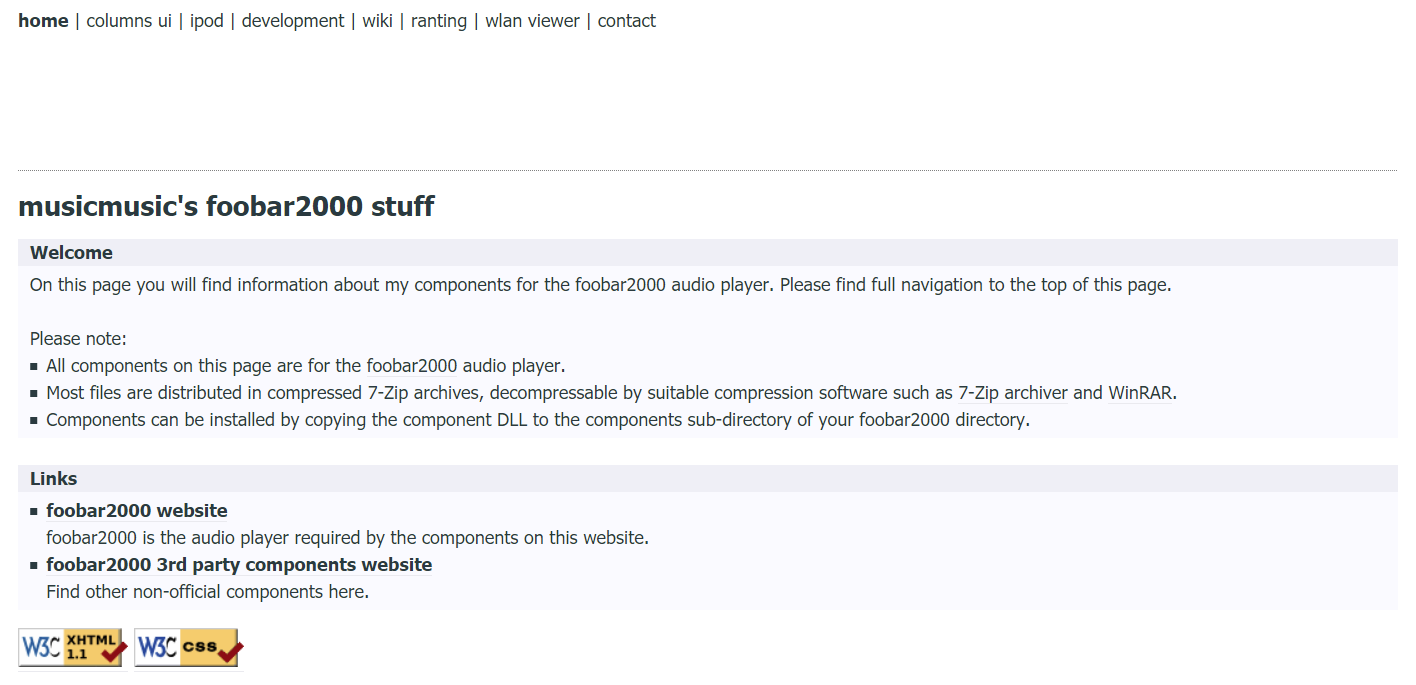 home | columns ui | ipod | development | wiki | ranting | wlan viewer | contact
musicmusic's foobar2000 stuff
Welcome
On this page you will find information about my components for the foobar2000 audio player. Please find full navigation to the top of this page.
Please note:
▪ All components on this page are for the foobar2000 audio player.
▪ Most files are distributed in compressed 7-Zip archives, decompressable by suitable compression software such as 7-Zip archiver and WinRAR.
▪ Components can be installed by copying the component DLL to the components sub-directory of your foobar2000 directory.
Links
▪ foobar2000 website
foobar2000 is the audio player required by the components on this website.
▪ foobar2000 3rd party components website
Find other non-official components here.
W3C XHTML 1.1 W3C css